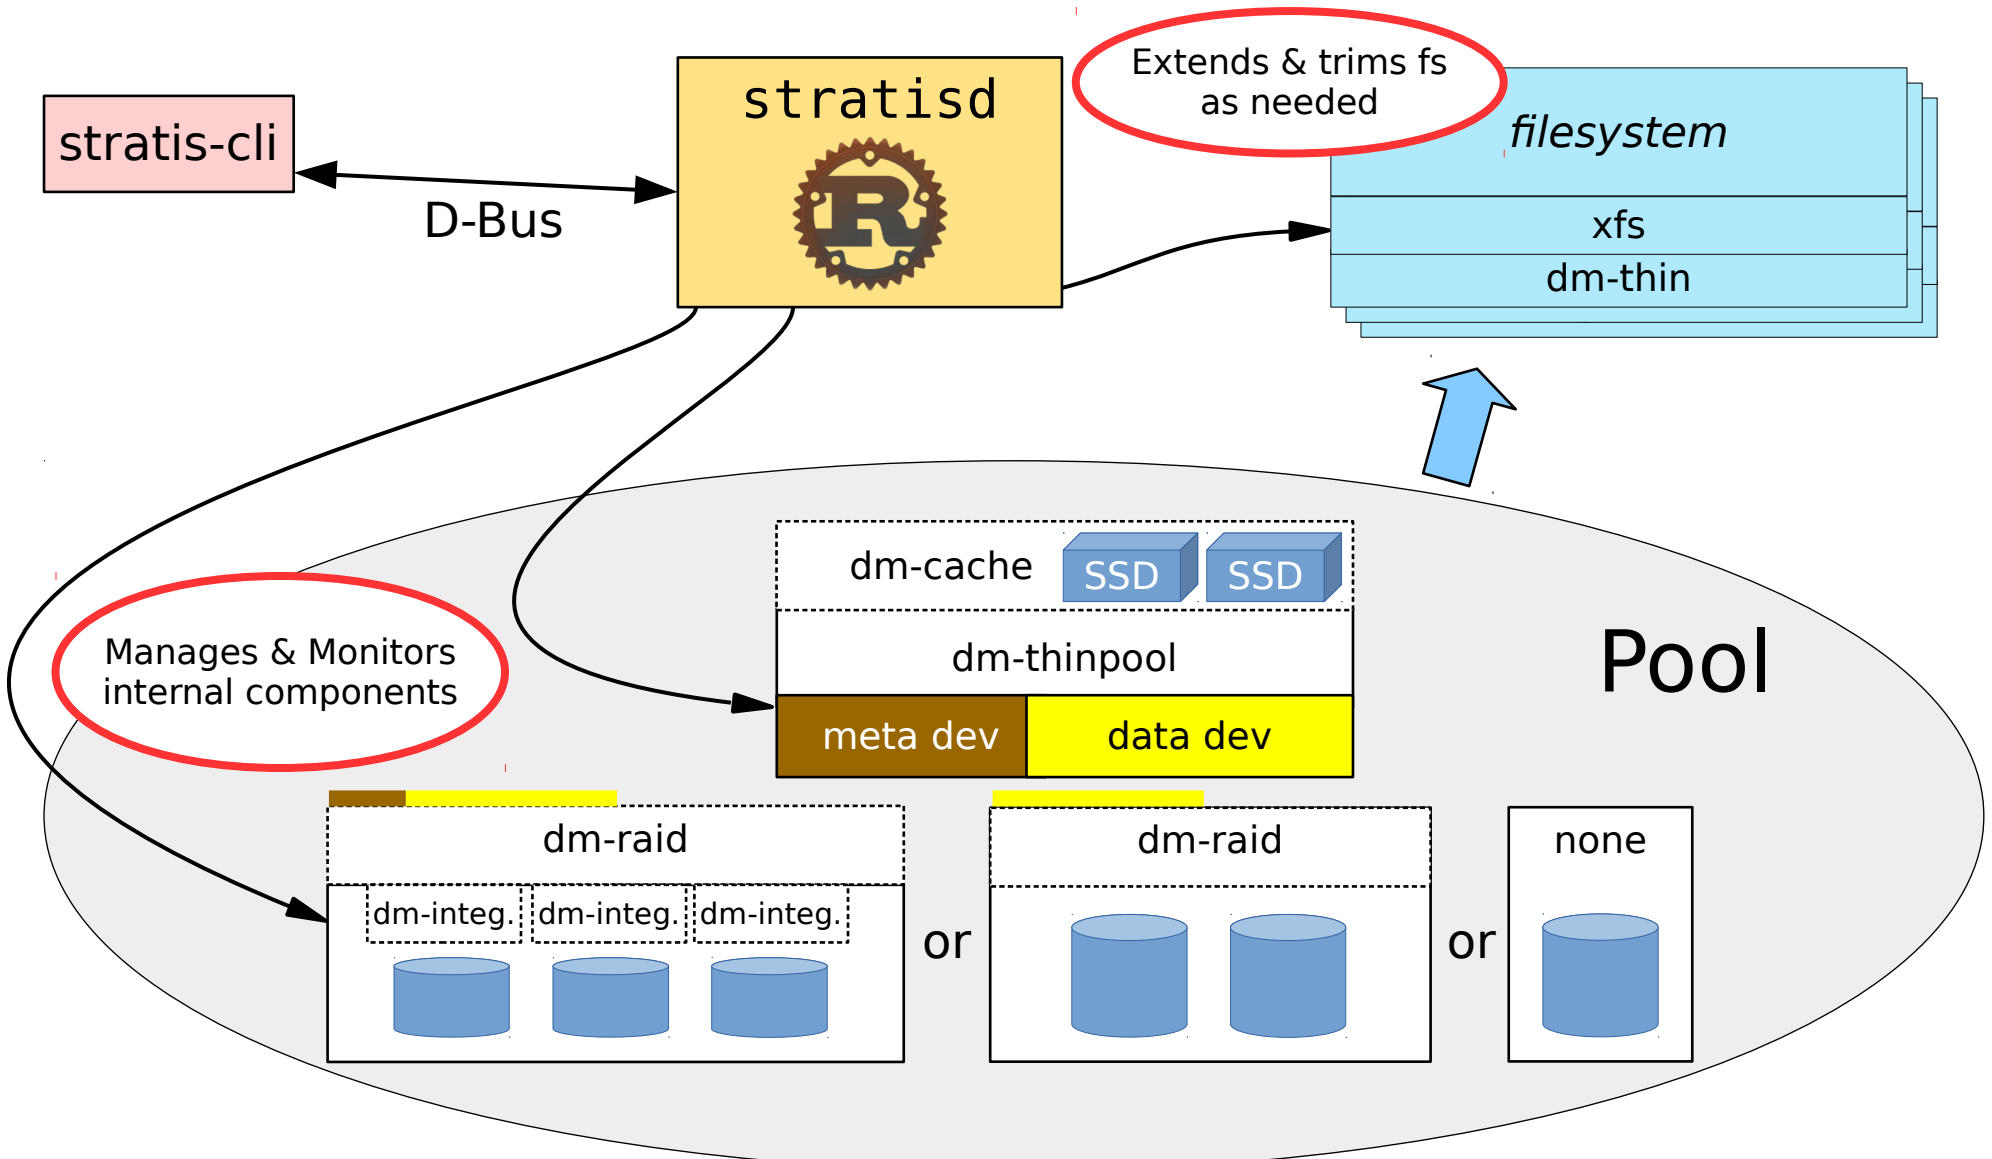 stratis-cli
D-Bus
stratisd
R
Extends & trims fs
as needed
filesystem
xfs
dm-thin
Manages & Monitors
internal components
Pool
dm-cache
SSD
SSD
dm-thinpool
meta dev
data dev
dm-raid
dm-integ.
dm-integ.
dm-integ.
or
dm-raid
or
none